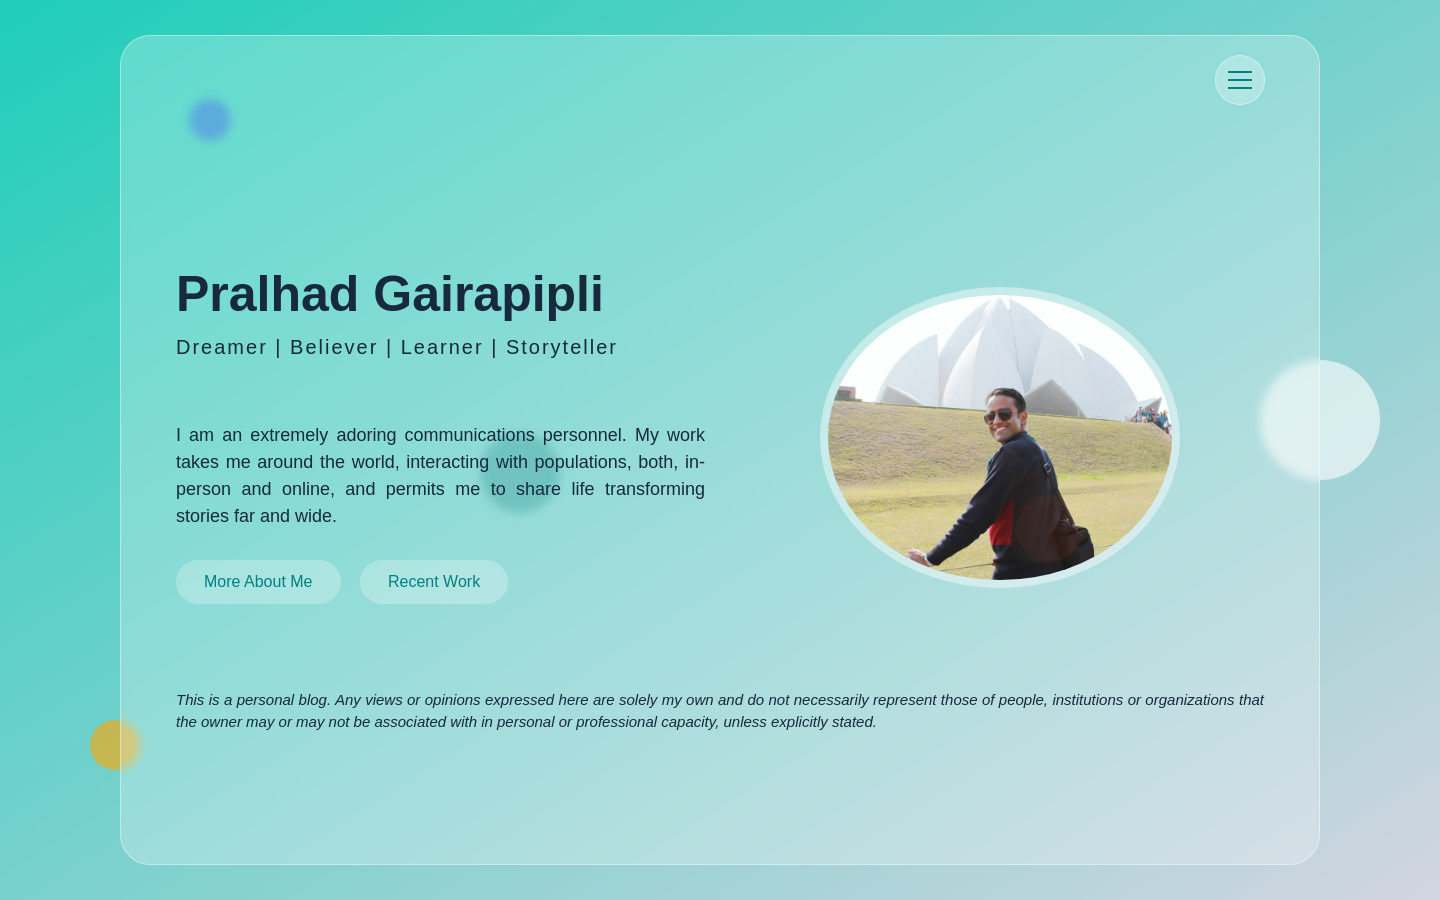 Pralhad Gairapipli
Dreamer | Believer | Learner | Storyteller
I am an extremely adoring communications personnel. My work
takes me around the world, interacting with populations, both, in-
person and online, and permits me to share life transforming
stories far and wide.
More About Me
Recent Work
This is a personal blog. Any views or opinions expressed here are solely my own and do not necessarily represent those of people, institutions or organizations that
the owner may or may not be associated with in personal or professional capacity, unless explicitly stated.